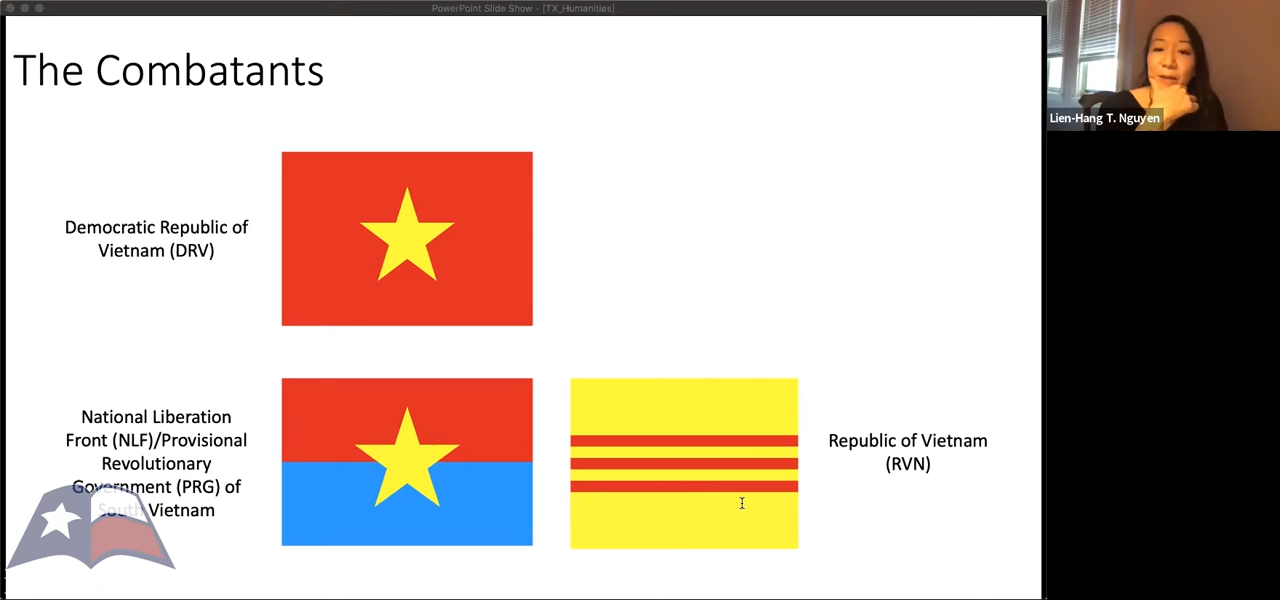 PowerPoint Slide Show - [TX_Humanities]
The Combatants
Lien-Hang T. Nguyen
Democratic Republic of
Vietnam (DRV)
National Liberation
Front (NLF)/Provisional
Revolutionary
Government (PRG) of
South Vietnam
Republic of Vietnam
(RVN)